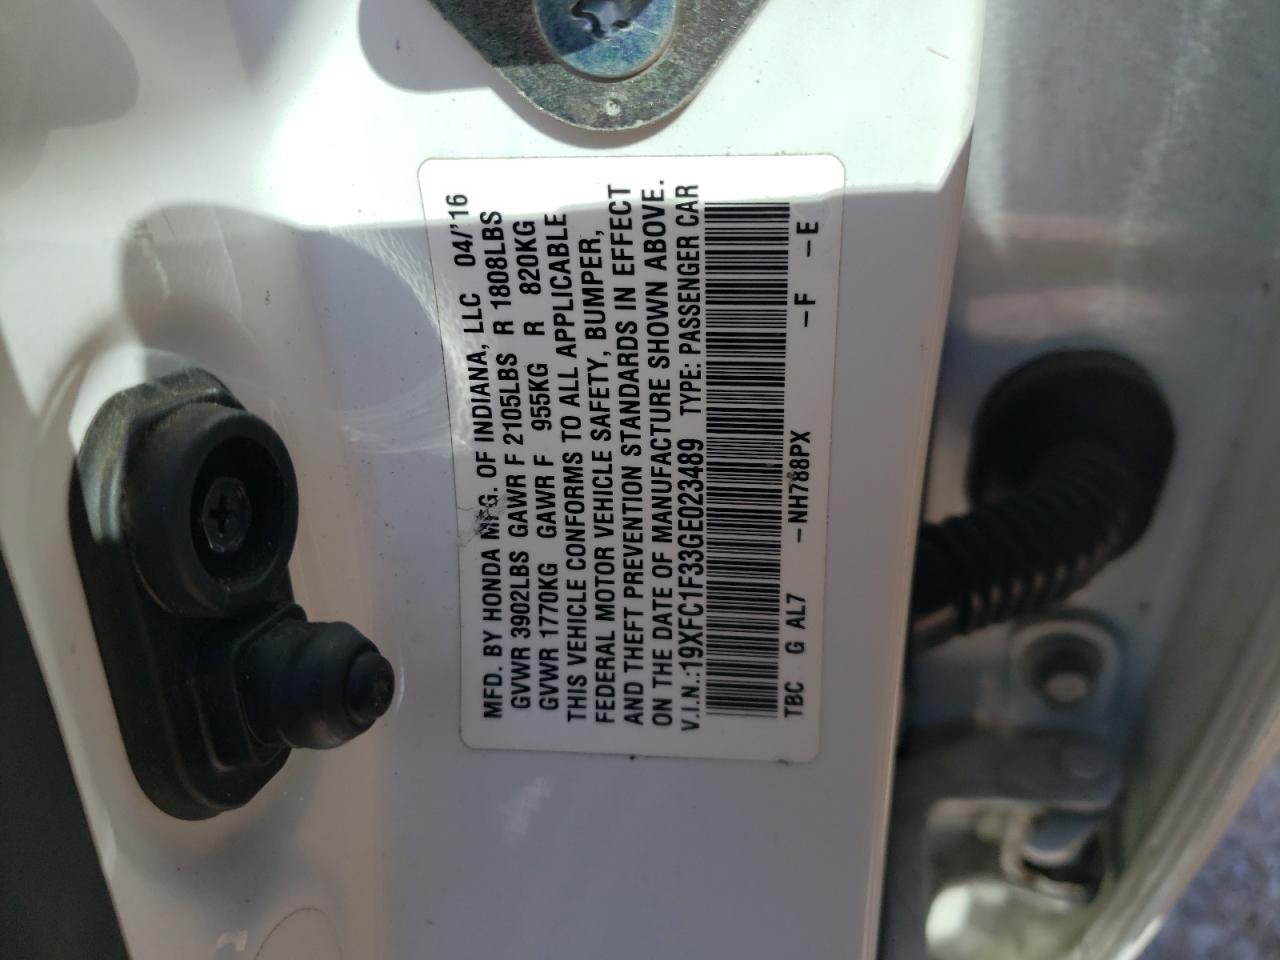 MFD. BY HONDA MFG. OF INDIANA, LLC 04/'16
GVWR 3902LBS GAWR F 2105LBS R 1808LBS
GVWR 1770KG GAWR F 955KG R 820KG
THIS VEHICLE CONFORMS TO ALL APPLICABLE
FEDERAL MOTOR VEHICLE SAFETY, BUMPER,
AND THEFT PREVENTION STANDARDS IN EFFECT
ON THE DATE OF MANUFACTURE SHOWN ABOVE.
V.I.N.:19XFC1F33GE023489 TYPE: PASSENGER CAR
TBC G AL7 -NH788PX -F -E